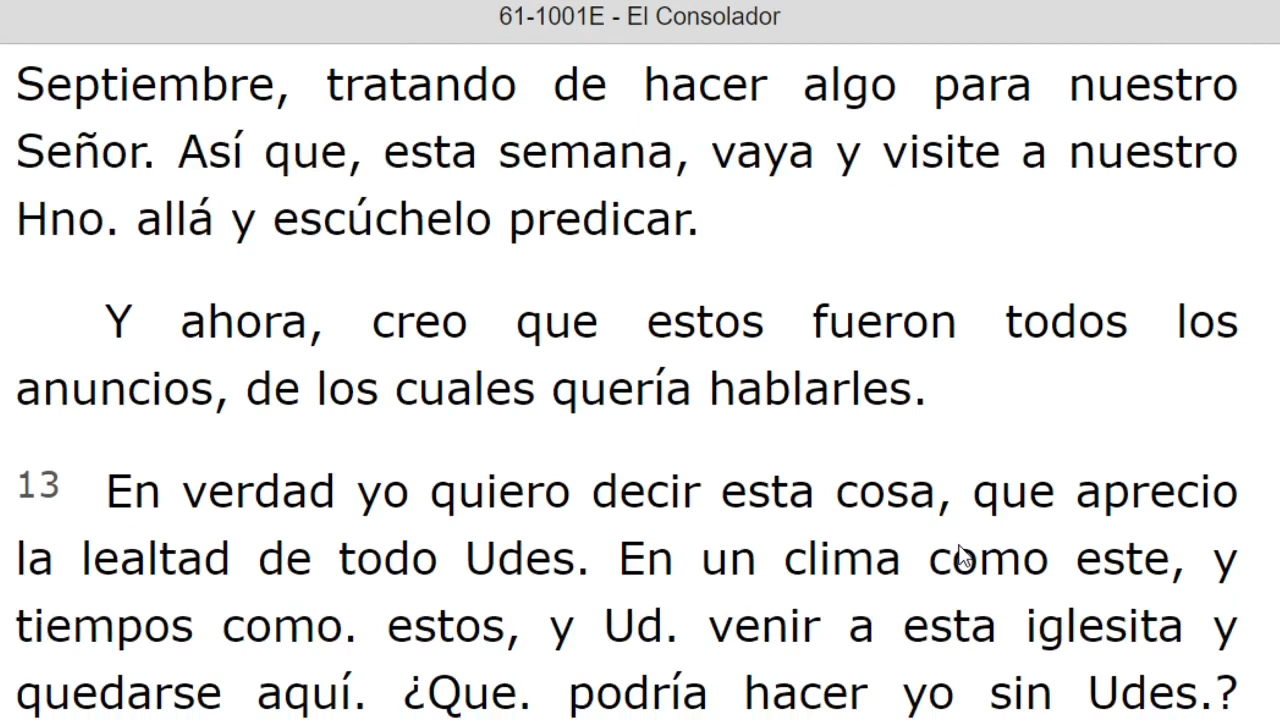 61-1001E - El Consolador
Septiembre, tratando de hacer algo para nuestro
Señor. Así que, esta semana, vaya y visite a nuestro
Hno. allá y escúchelo predicar.
Y ahora, creo que estos fueron todos los
anuncios, de los cuales quería hablarles.
13 En verdad yo quiero decir esta cosa, que aprecio
la lealtad de todo Udes. En un clima como este, y
tiempos como. estos, y Ud. venir a esta iglesita y
quedarse aquí. ¿Que. podría hacer yo sin Udes.?